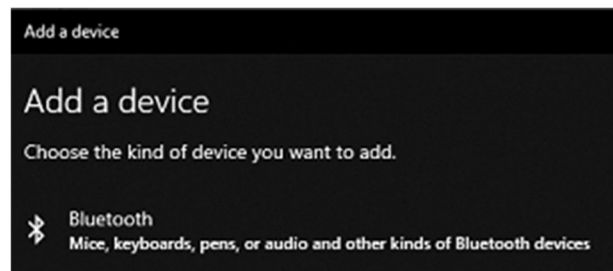 Add a device
Add a device
Choose the kind of device you want to add.
Bluetooth
Mice, keyboards, pens, or audio and other kinds of Bluetooth devices